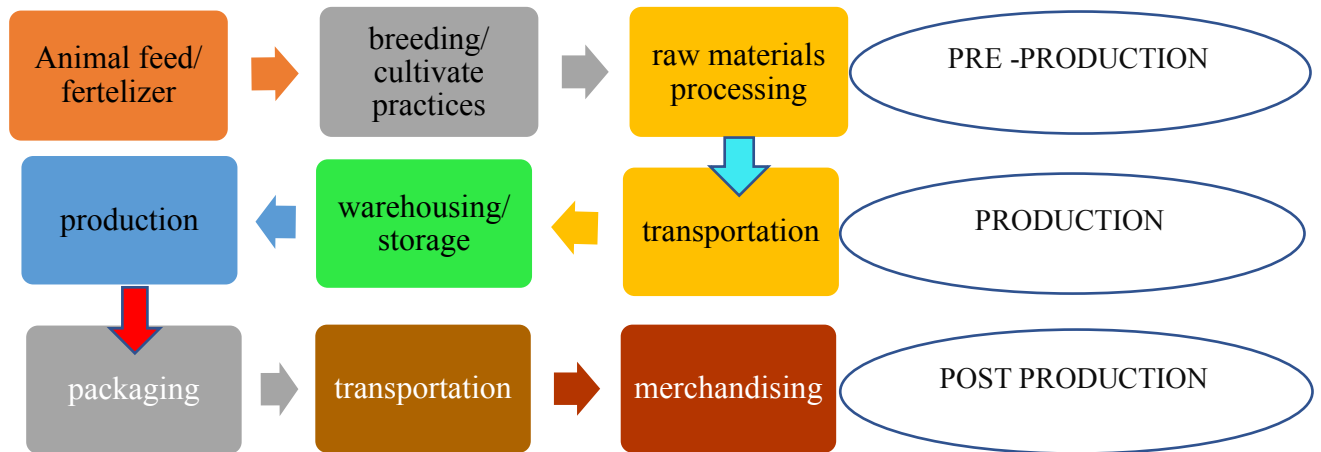 Animal feed/
fertelizer
breeding/
cultivate
practices
raw materials
processing
PRE -PRODUCTION
production
warehousing/
storage
transportation
PRODUCTION
packaging
transportation
merchandising
POST PRODUCTION